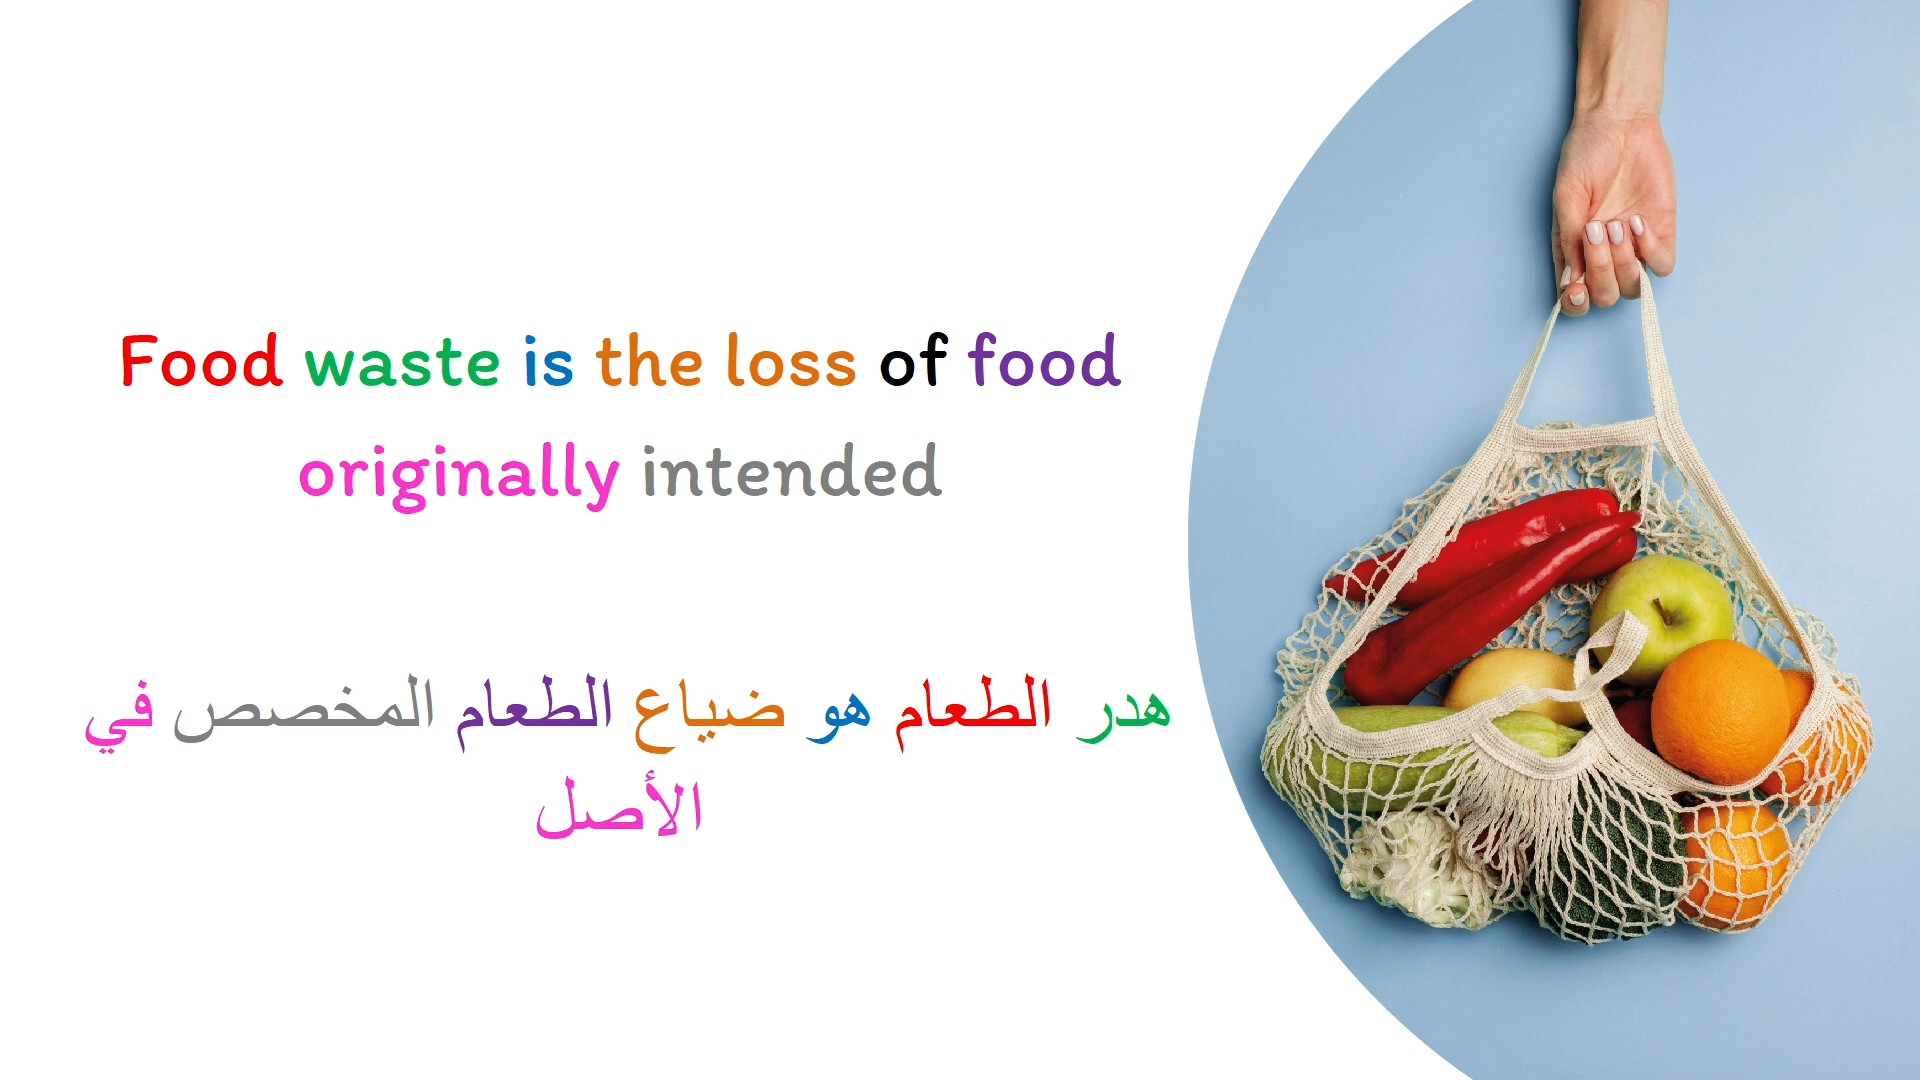 Food waste is the loss of food
originally intended
هدر الطعام هو ضياع الطعام المخصص في
الأصل